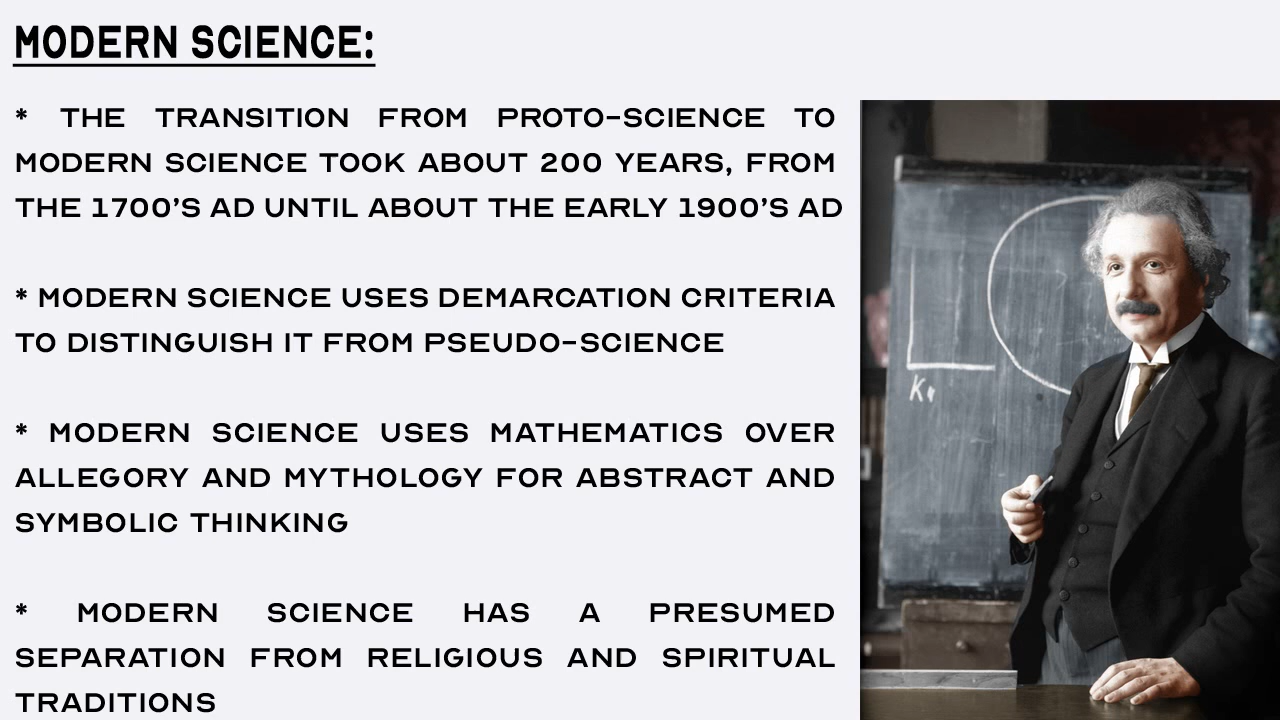 MODERN SCIENCE:
* THE TRANSITION FROM PROTO-SCIENCE TO
MODERN SCIENCE TOOK ABOUT 200 YEARS, FROM
THE 1700'S AD UNTIL ABOUT THE EARLY 1900'S AD
* MODERN SCIENCE USES DEMARCATION CRITERIA
TO DISTINGUISH IT FROM PSEUDO-SCIENCE
* MODERN SCIENCE USES MATHEMATICS OVER
ALLEGORY AND MYTHOLOGY FOR ABSTRACT AND
SYMBOLIC THINKING
* MODERN SCIENCE HAS A PRESUMED
SEPARATION FROM RELIGIOUS AND SPIRITUAL
TRADITIONS